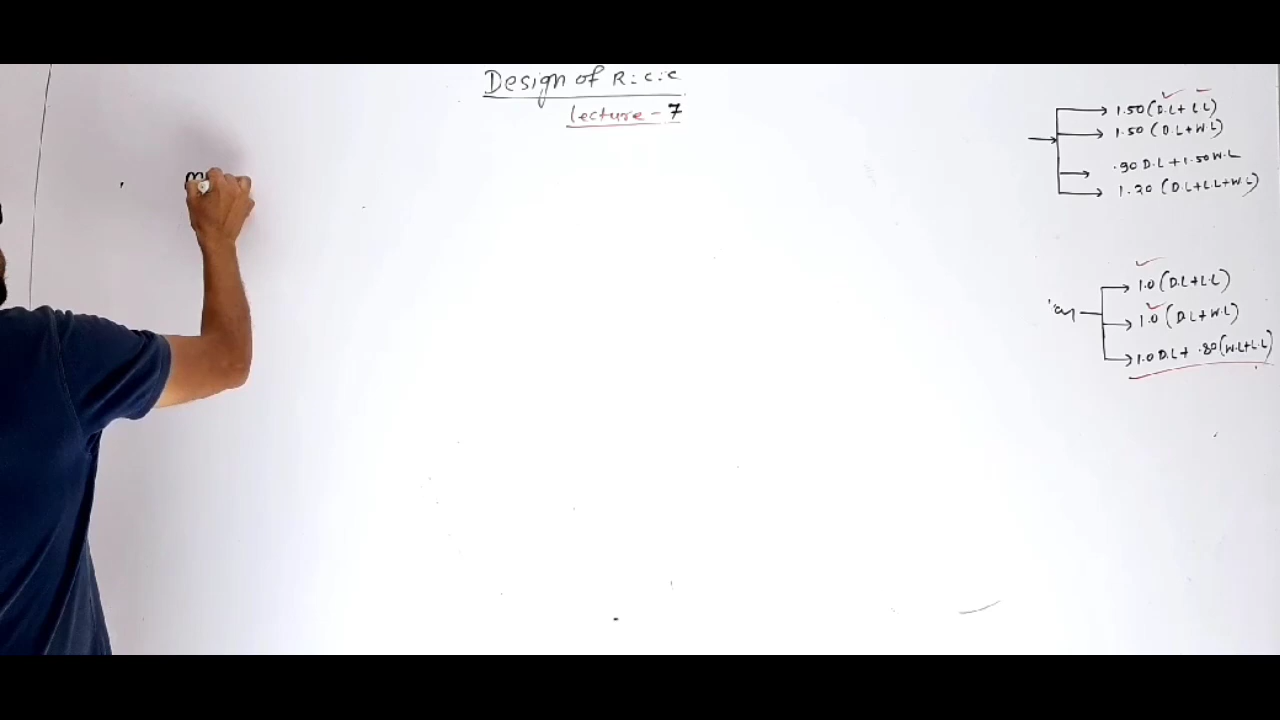 Design of R.C.C
Lecture - 7
1.50 (D.L + L.L)
1.50 (D.L + W.L)
.90 D.L + 1.50 W.L
1.20 (D.L + L.L + W.L)
1.0 (D.L + L.L)
1.0 (D.L + W.L)
1.0 D.L + .80 (W.L + L.L)